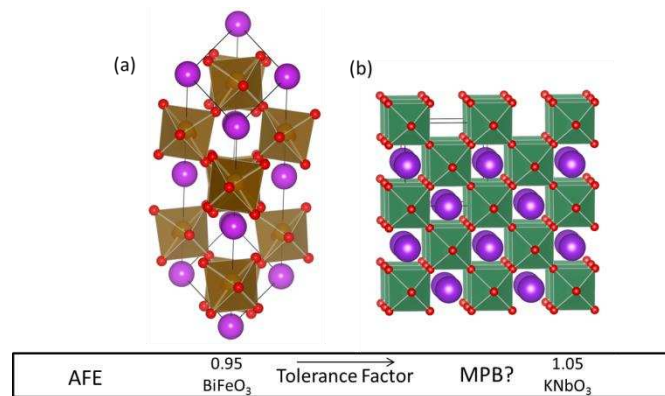 (a)
(b)
AFE 0.95 Tolerance Factor MPB? 1.05
BiFeO₃ KNbO₃